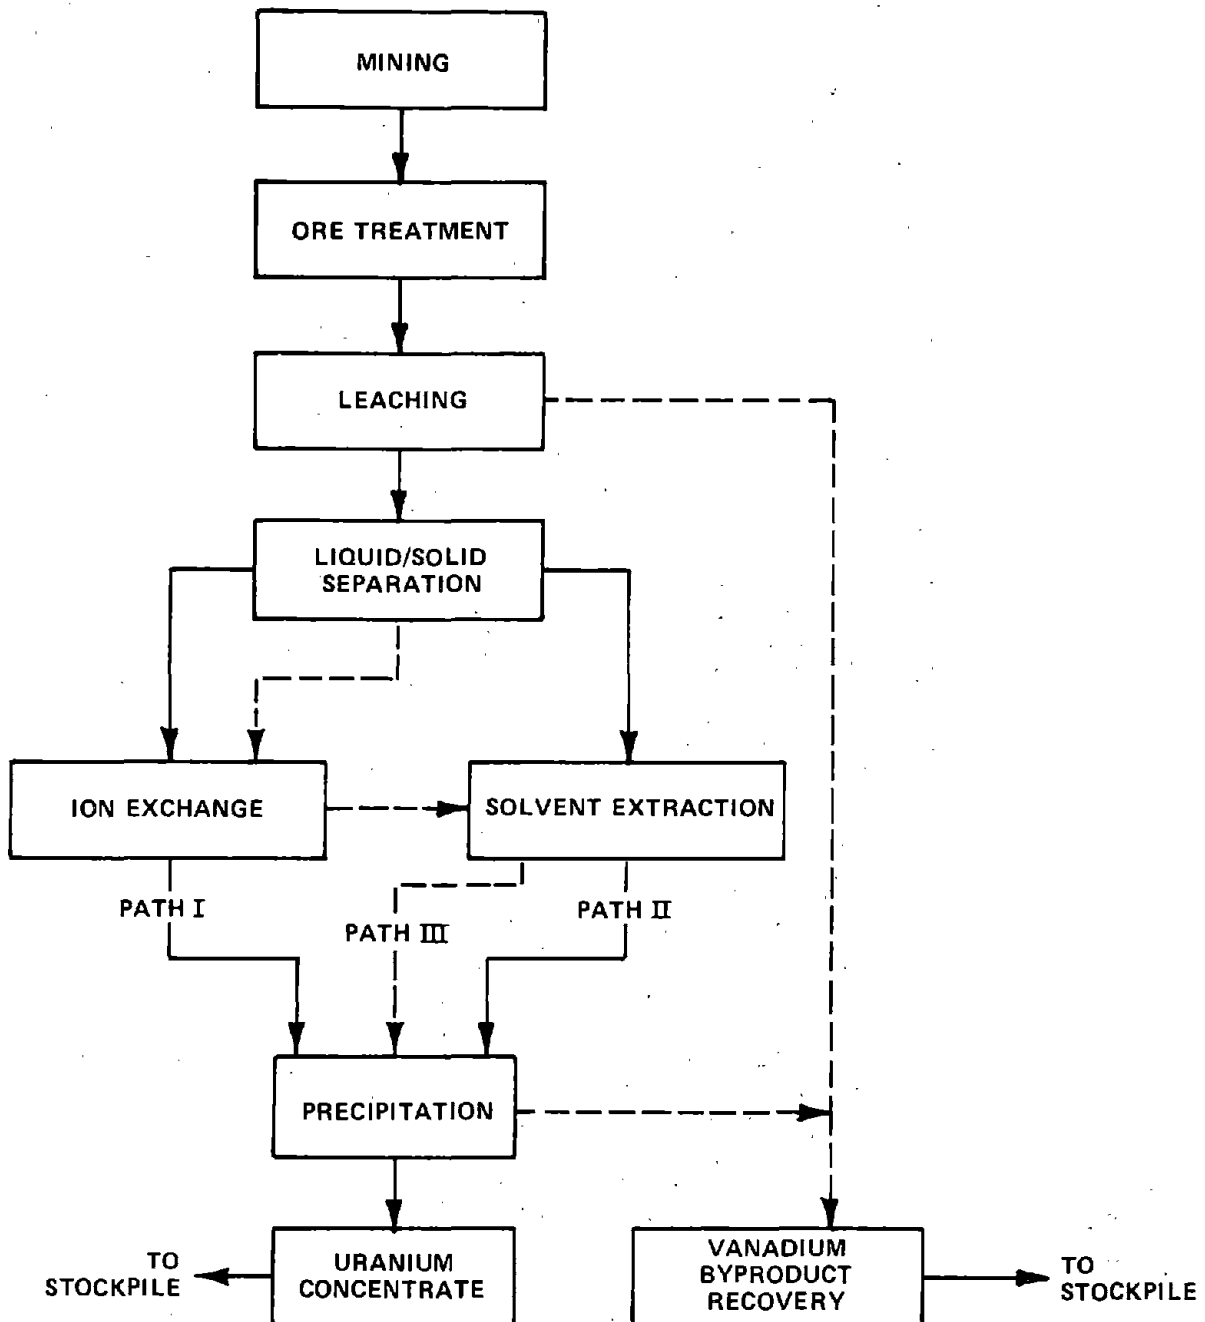 MINING
ORE TREATMENT
LEACHING
LIQUID/SOLID
SEPARATION
ION EXCHANGE
SOLVENT EXTRACTION
PATH I
PATH III
PATH II
PRECIPITATION
TO
STOCKPILE
URANIUM
CONCENTRATE
VANADIUM
BYPRODUCT
RECOVERY
TO
STOCKPILE